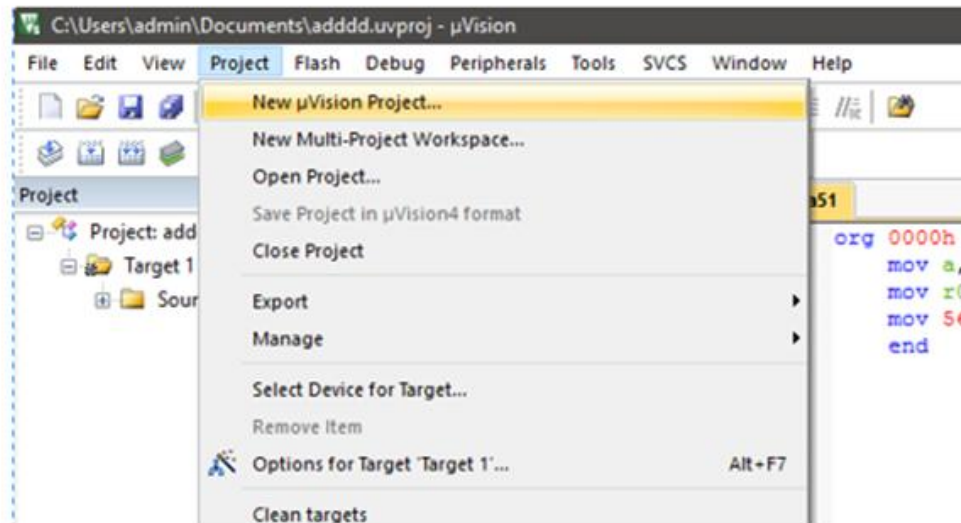 C:\Users\admin\Documents\adddd.uvproj - µVision
File Edit View Project Flash Debug Peripherals Tools SVCS Window Help
New µVision Project...
New Multi-Project Workspace...
Open Project...
Save Project in µVision4 format
Close Project
Export
Manage
Select Device for Target...
Remove Item
Options for Target 'Target 1'... Alt+F7
Clean targets
Project
Project: add
Target 1
Sour
a51
org 0000h
mov a,
mov r0
mov 56
end